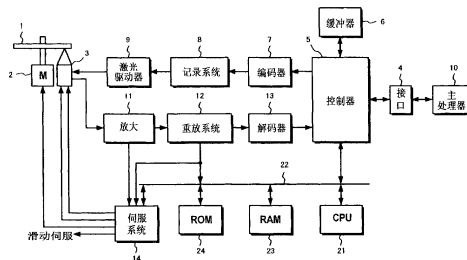 1
2
M
3
9
激光
驱动器
8
记录系统
7
编码器
5
控制器
缓冲器
6
4
接口
10
主
处理器
11
放大
12
重放系统
13
解码器
22
伺服
系统
14
滑动伺服
ROM
24
RAM
23
CPU
21